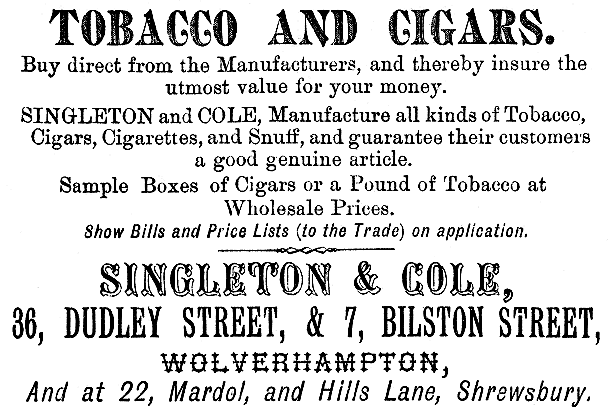 TOBACCO AND CIGARS.
Buy direct from the Manufacturers, and thereby insure the
utmost value for your money.
SINGLETON and COLE, Manufacture all kinds of Tobacco,
Cigars, Cigarettes, and Snuff, and guarantee their customers
a good genuine article.
Sample Boxes of Cigars or a Pound of Tobacco at
Wholesale Prices.
Show Bills and Price Lists (to the Trade) on application.
SINGLETON & COLE,
36, DUDLEY STREET, & 7, BILSTON STREET,
WOLVERHAMPTON,
And at 22, Mardol, and Hills Lane, Shrewsbury.